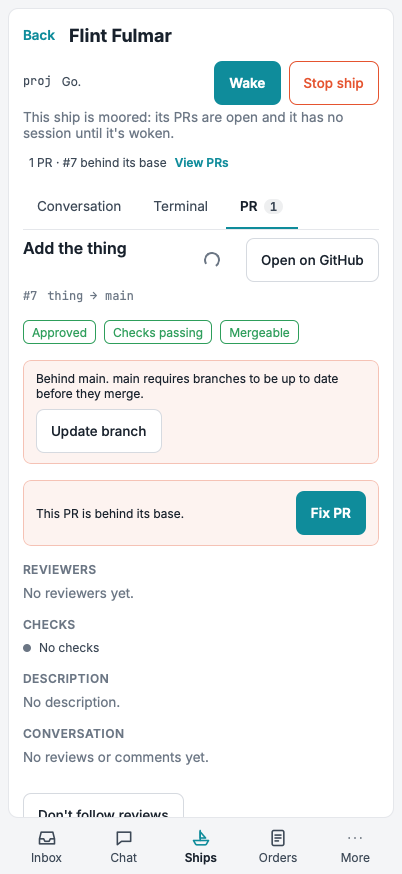 Back Flint Fulmar
proj Go.
Wake
Stop ship
This ship is moored: its PRs are open and it has no
session until it's woken.
1 PR · #7 behind its base View PRs
Conversation Terminal PR 1
Add the thing
Open on GitHub
#7 thing → main
Approved Checks passing Mergeable
Behind main. main requires branches to be up to date
before they merge.
Update branch
This PR is behind its base.
Fix PR
REVIEWERS
No reviewers yet.
CHECKS
No checks
DESCRIPTION
No description.
CONVERSATION
No reviews or comments yet.
Don't follow reviews
Inbox Chat Ships Orders More